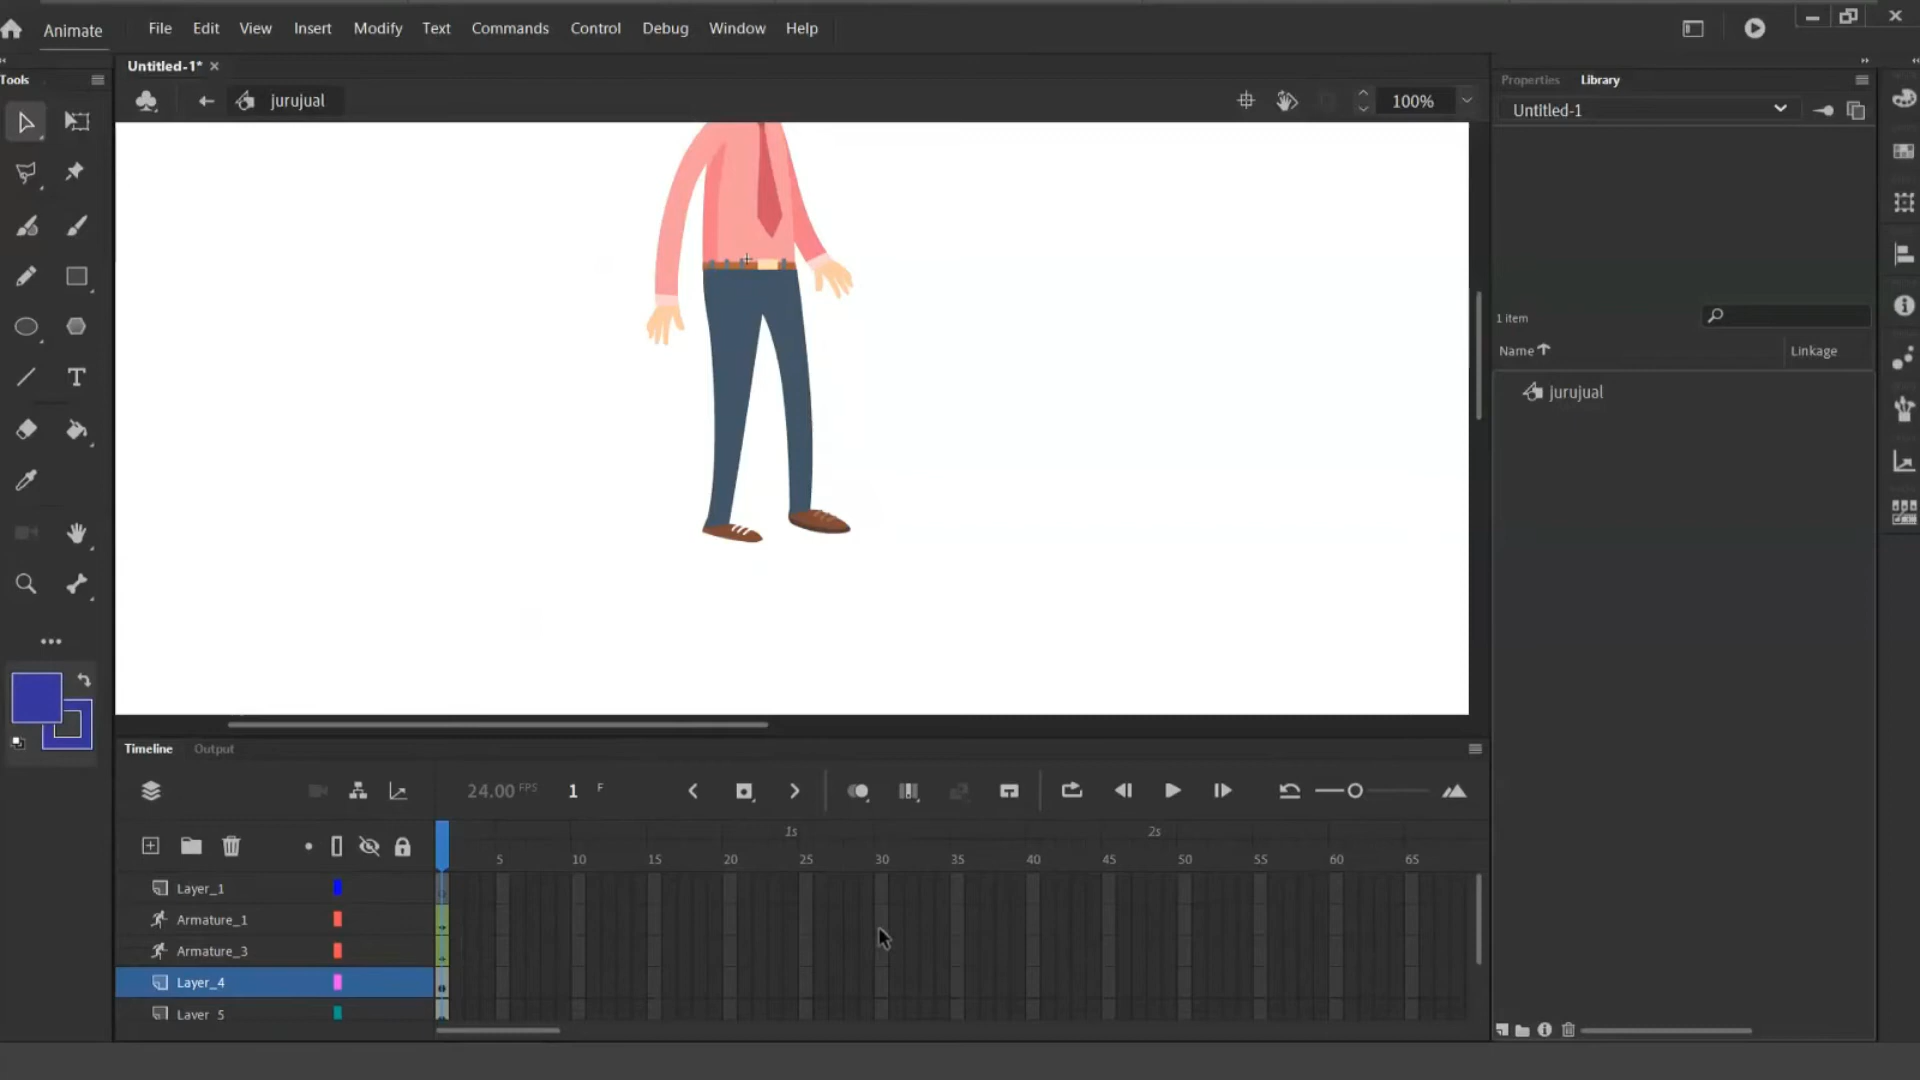 Animate File Edit View Insert Modify Text Commands Control Debug Window Help
Tools Untitled-1* Properties Library
jurujual 100% Untitled-1
1 item
Name Linkage
jurujual
Timeline Output
24.00 FPS 1 F
1s 2s
5 10 15 20 25 30 35 40 45 50 55 60 65
Layer_1
Armature_1
Armature_3
Layer_4
Layer_5